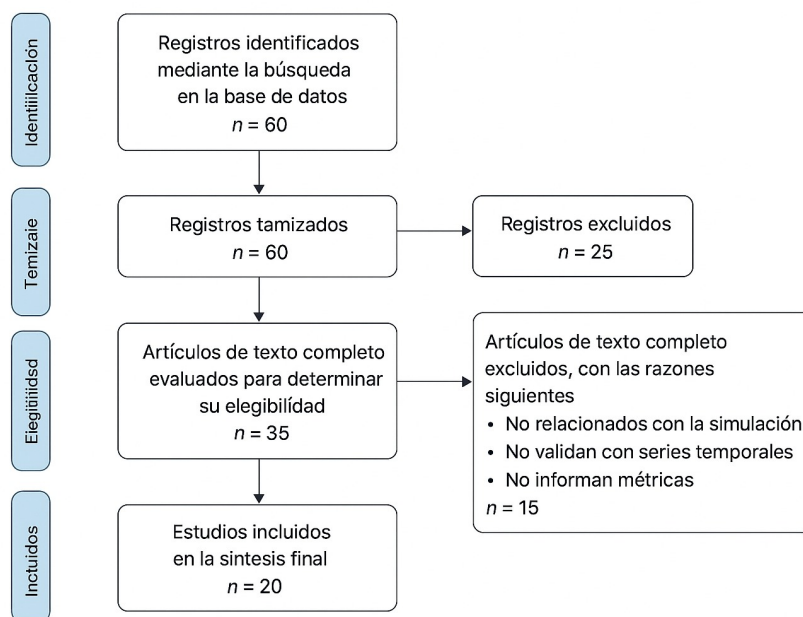 Identiiilcaclón
Registros identificados
mediante la búsqueda
en la base de datos
n = 60
Temizaie
Registros tamizados
n = 60
Registros excluidos
n = 25
Eiegitiiiidsd
Artículos de texto completo
evaluados para determinar
su elegibilídad
n = 35
Artículos de texto completo
excluidos, con las razones
siguientes
• No relacionados con la simulación
• No validan con series temporales
• No informan métricas
n = 15
Inctuidos
Estudios incluidos
en la sintesis final
n = 20